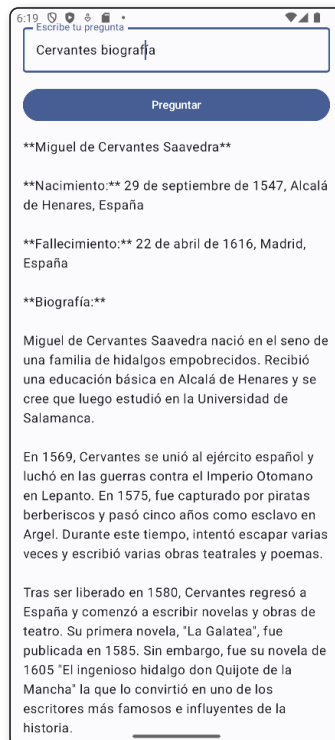 6:19
Escribe tu pregunta
Cervantes biografía
Preguntar
**Miguel de Cervantes Saavedra**
**Nacimiento:** 29 de septiembre de 1547, Alcalá
de Henares, España
**Fallecimiento:** 22 de abril de 1616, Madrid,
España
**Biografía:**
Miguel de Cervantes Saavedra nació en el seno de
una familia de hidalgos empobrecidos. Recibió
una educación básica en Alcalá de Henares y se
cree que luego estudió en la Universidad de
Salamanca.
En 1569, Cervantes se unió al ejército español y
luchó en las guerras contra el Imperio Otomano
en Lepanto. En 1575, fue capturado por piratas
berberiscos y pasó cinco años como esclavo en
Argel. Durante este tiempo, intentó escapar varias
veces y escribió varias obras teatrales y poemas.
Tras ser liberado en 1580, Cervantes regresó a
España y comenzó a escribir novelas y obras de
teatro. Su primera novela, "La Galatea", fue
publicada en 1585. Sin embargo, fue su novela de
1605 "El ingenioso hidalgo don Quijote de la
Mancha" la que lo convirtió en uno de los
escritores más famosos e influyentes de la
historia.